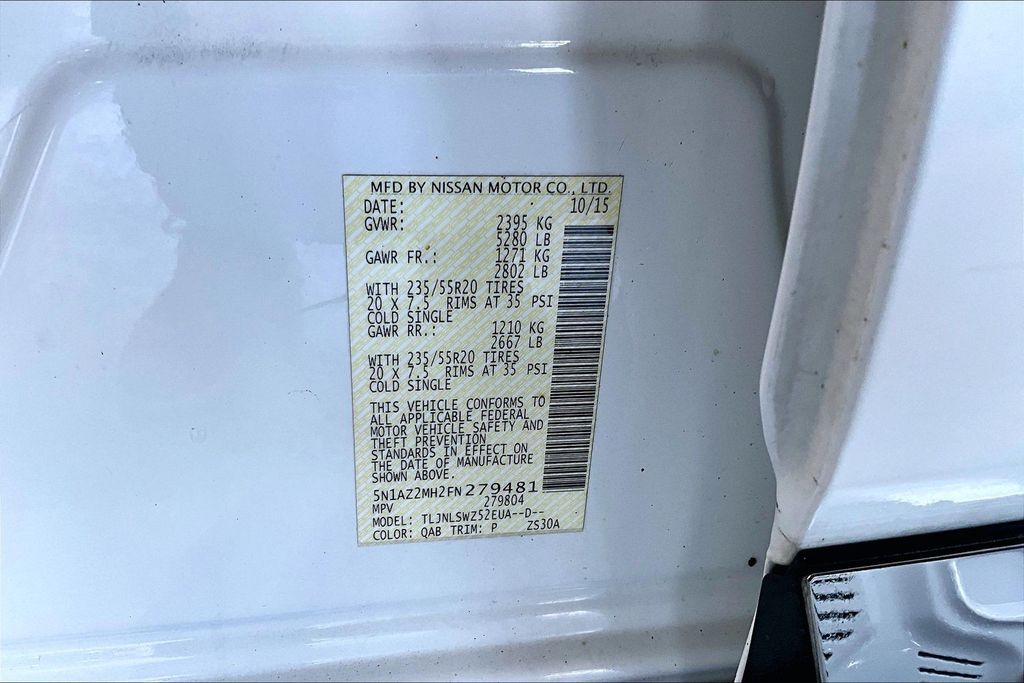 MFD BY NISSAN MOTOR CO., LTD.
DATE: 10/15
GVWR: 2395 KG
5280 LB
GAWR FR.: 1271 KG
2802 LB
WITH 235/55R20 TIRES
20 X 7.5 RIMS AT 35 PSI
COLD SINGLE
GAWR RR.: 1210 KG
2667 LB
WITH 235/55R20 TIRES
20 X 7.5 RIMS AT 35 PSI
COLD SINGLE
THIS VEHICLE CONFORMS TO
ALL APPLICABLE FEDERAL
MOTOR VEHICLE SAFETY AND
THEFT PREVENTION
STANDARDS IN EFFECT ON
THE DATE OF MANUFACTURE
SHOWN ABOVE.
5N1AZ2MH2FN279481
MPV 279804
MODEL: TLJNLSWZ52EUA--D--
COLOR: QAB TRIM: P ZS30A